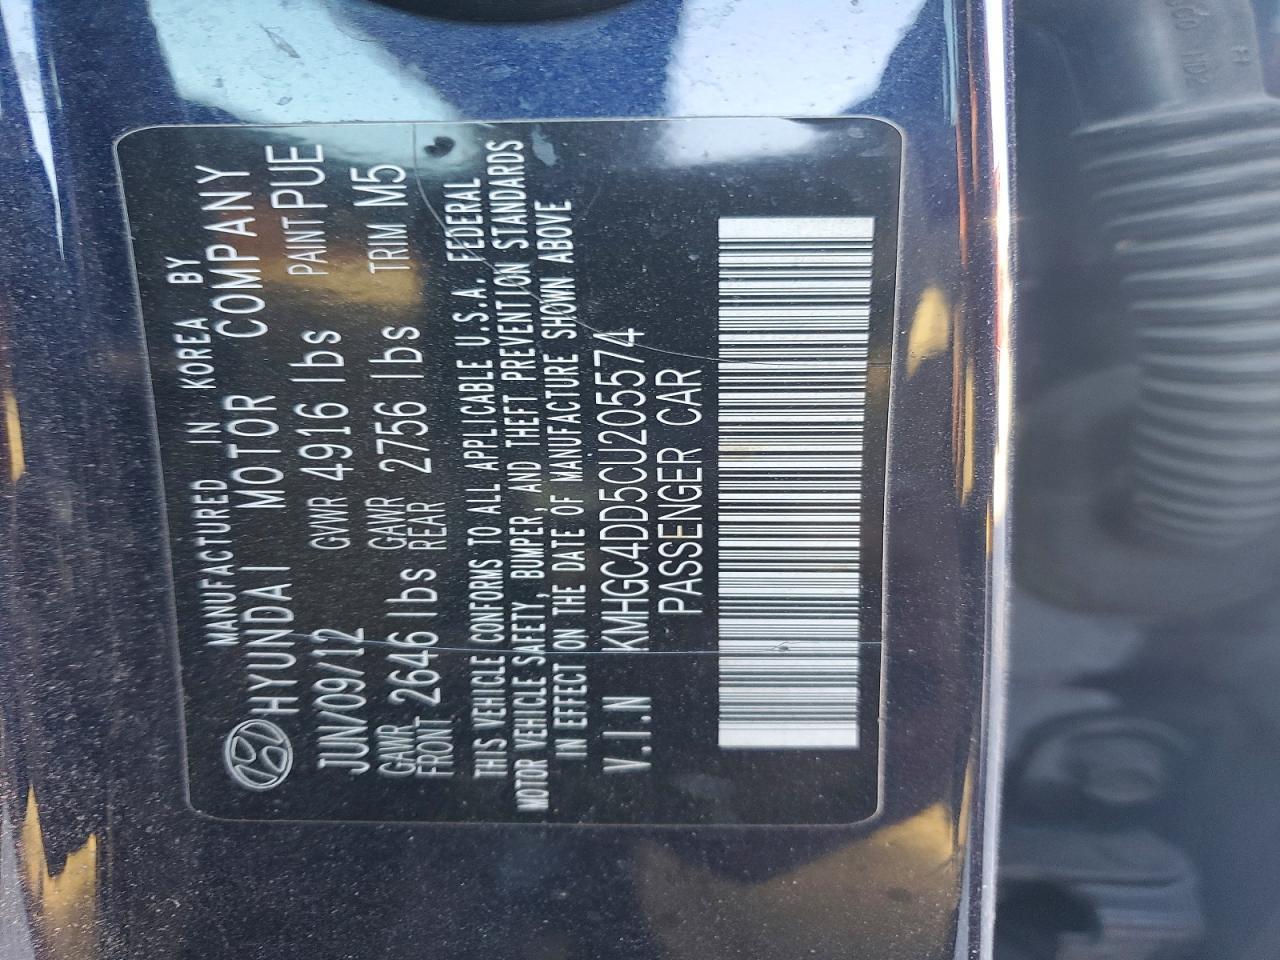 MANUFACTURED IN KOREA BY
HYUNDAI MOTOR COMPANY
JUN/09/12 GVWR 4916 lbs PAINT PUE
GAWR FRONT 2646 lbs GAWR REAR 2756 lbs TRIM M5
THIS VEHICLE CONFORMS TO ALL APPLICABLE U.S.A. FEDERAL
MOTOR VEHICLE SAFETY, BUMPER, AND THEFT PREVENTION STANDARDS
IN EFFECT ON THE DATE OF MANUFACTURE SHOWN ABOVE
V.I.N KMHGC4DD5CU205574
PASSENGER CAR